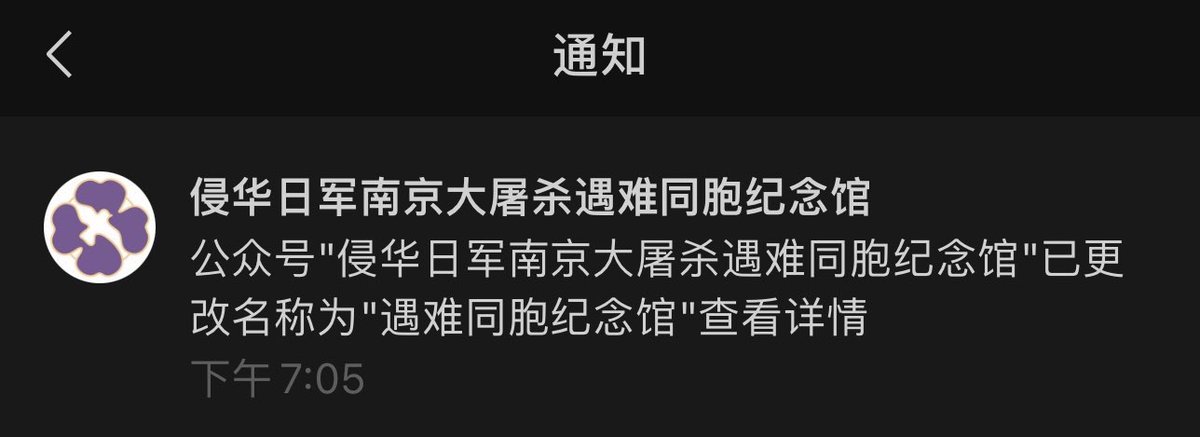 通知
侵华日军南京大屠杀遇难同胞纪念馆
公众号"侵华日军南京大屠杀遇难同胞纪念馆"已更
改名称为"遇难同胞纪念馆"查看详情
下午 7:05